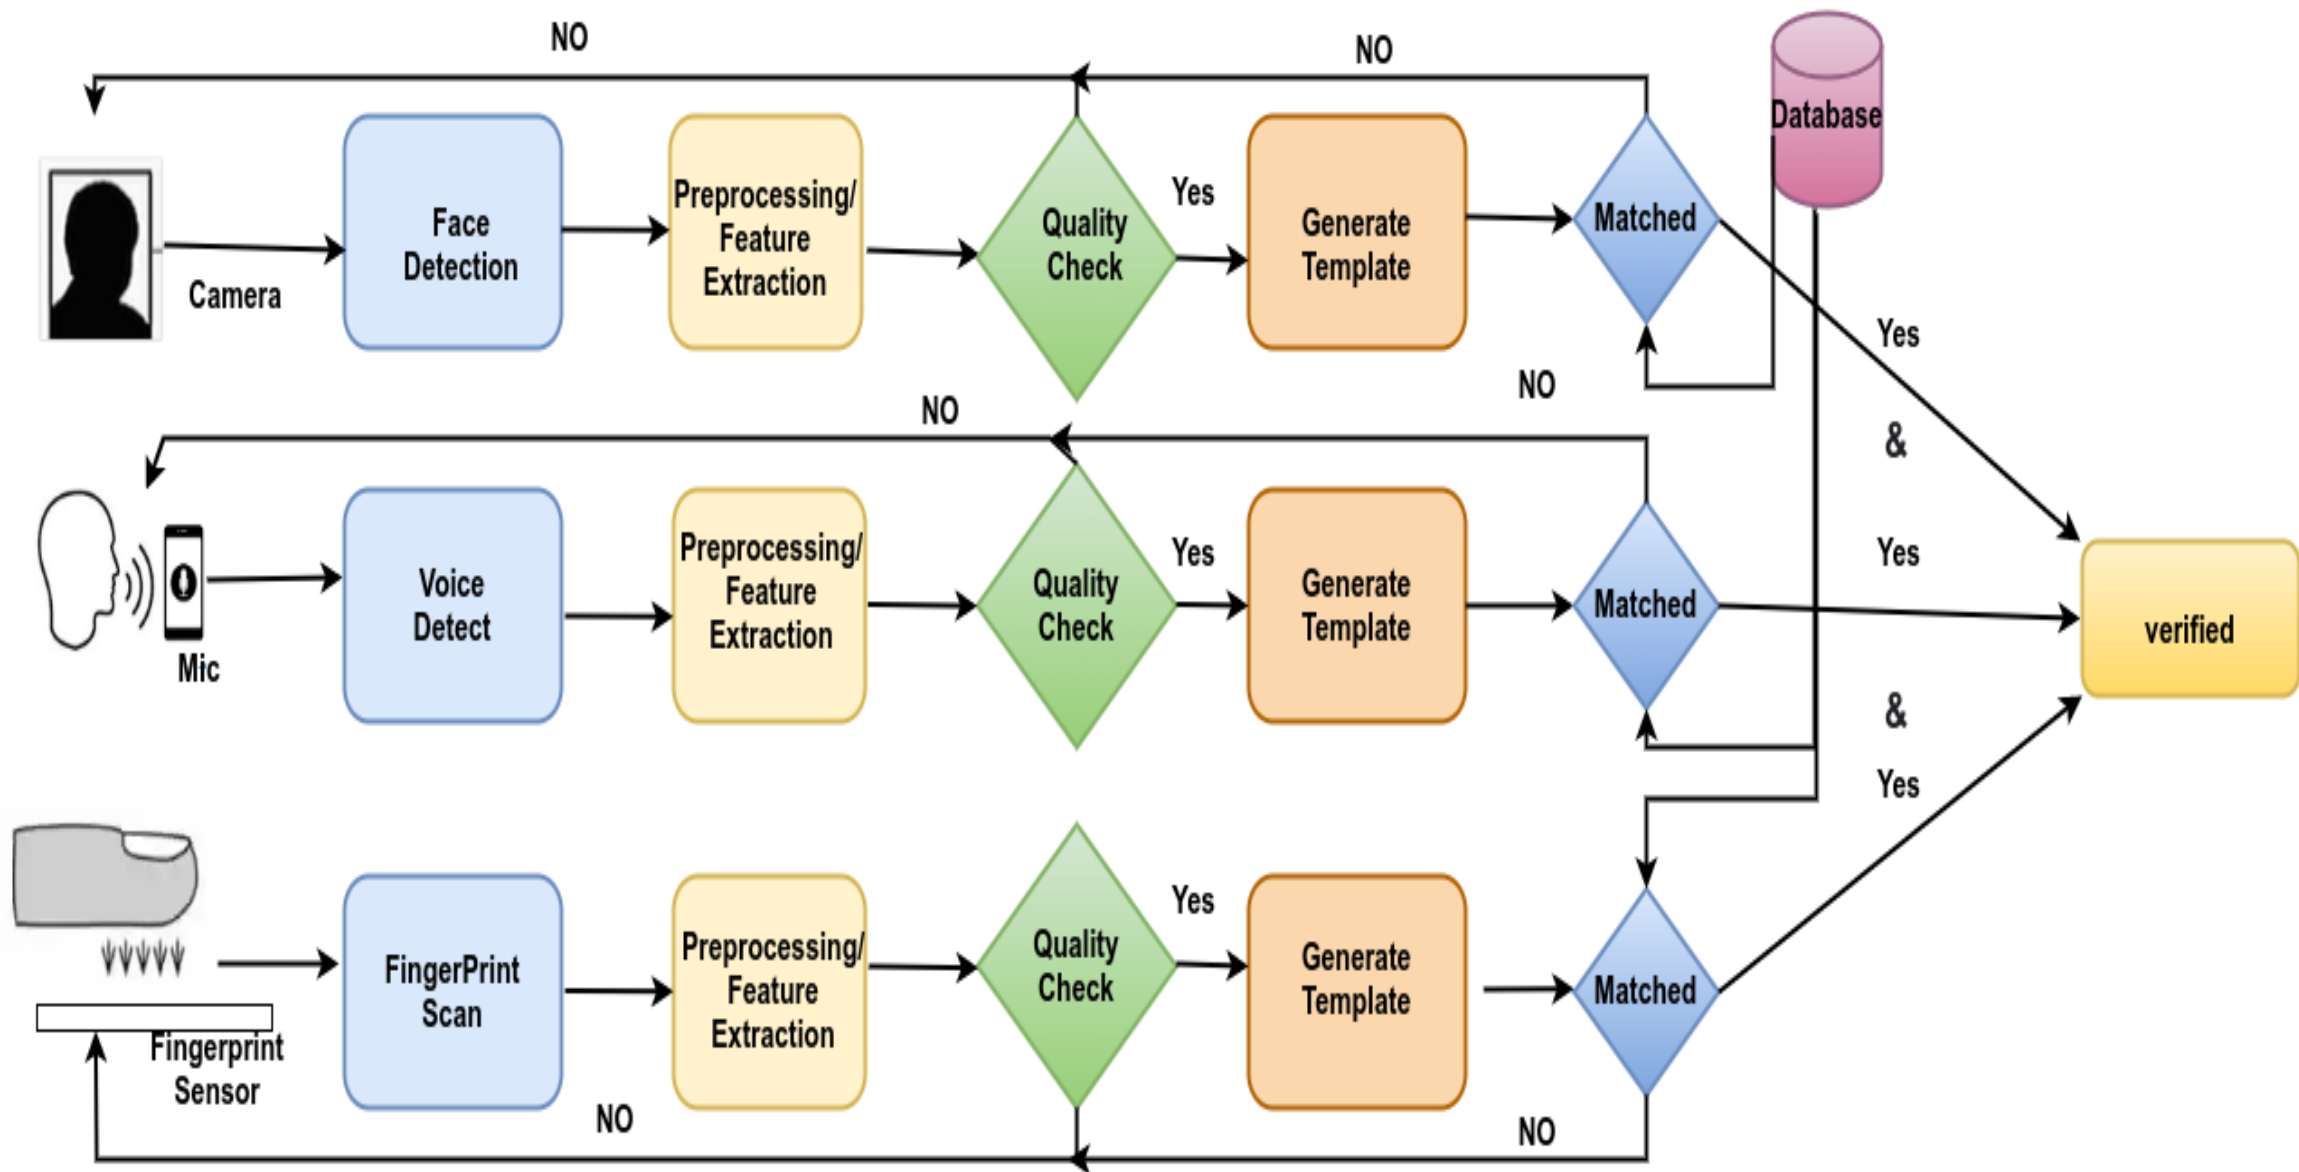 NO
NO
Database
Camera
Face
Detection
Preprocessing/
Feature
Extraction
Quality
Check
Yes
Generate
Template
Matched
Yes
NO
NO
&
Mic
Voice
Detect
Preprocessing/
Feature
Extraction
Quality
Check
Yes
Generate
Template
Matched
Yes
verified
&
Yes
Fingerprint
Sensor
FingerPrint
Scan
Preprocessing/
Feature
Extraction
Quality
Check
Yes
Generate
Template
Matched
NO
NO